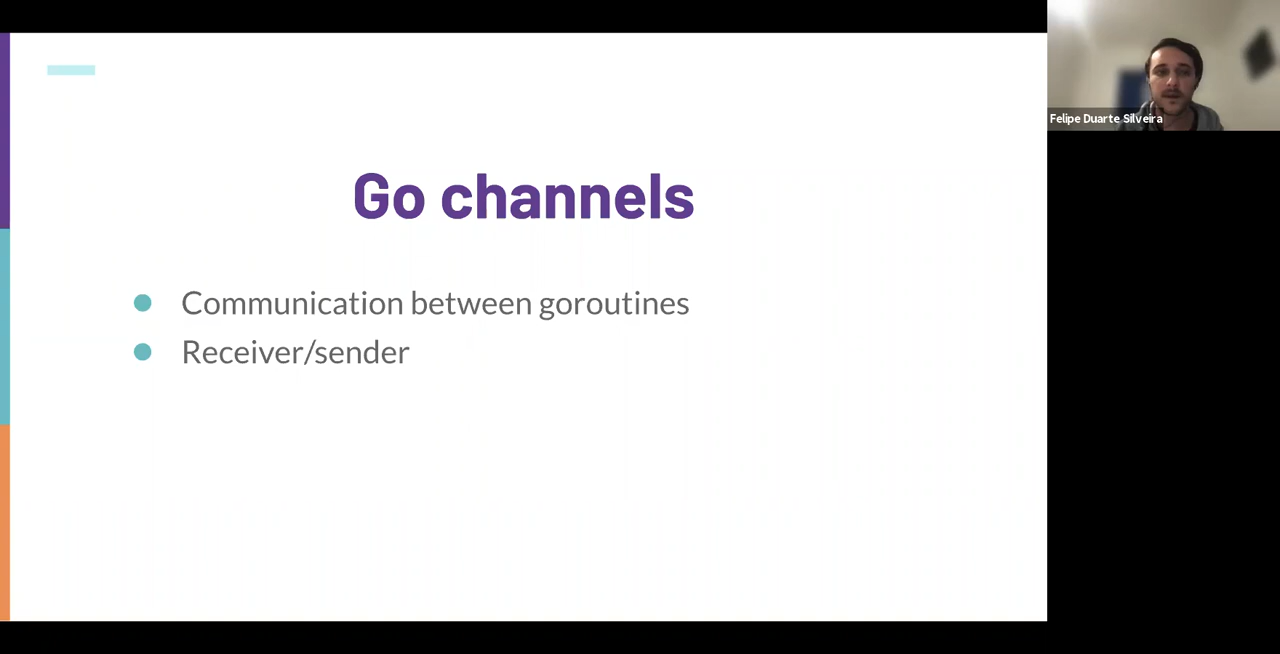 Go channels
Communication between goroutines
Receiver/sender
Felipe Duarte Silveira